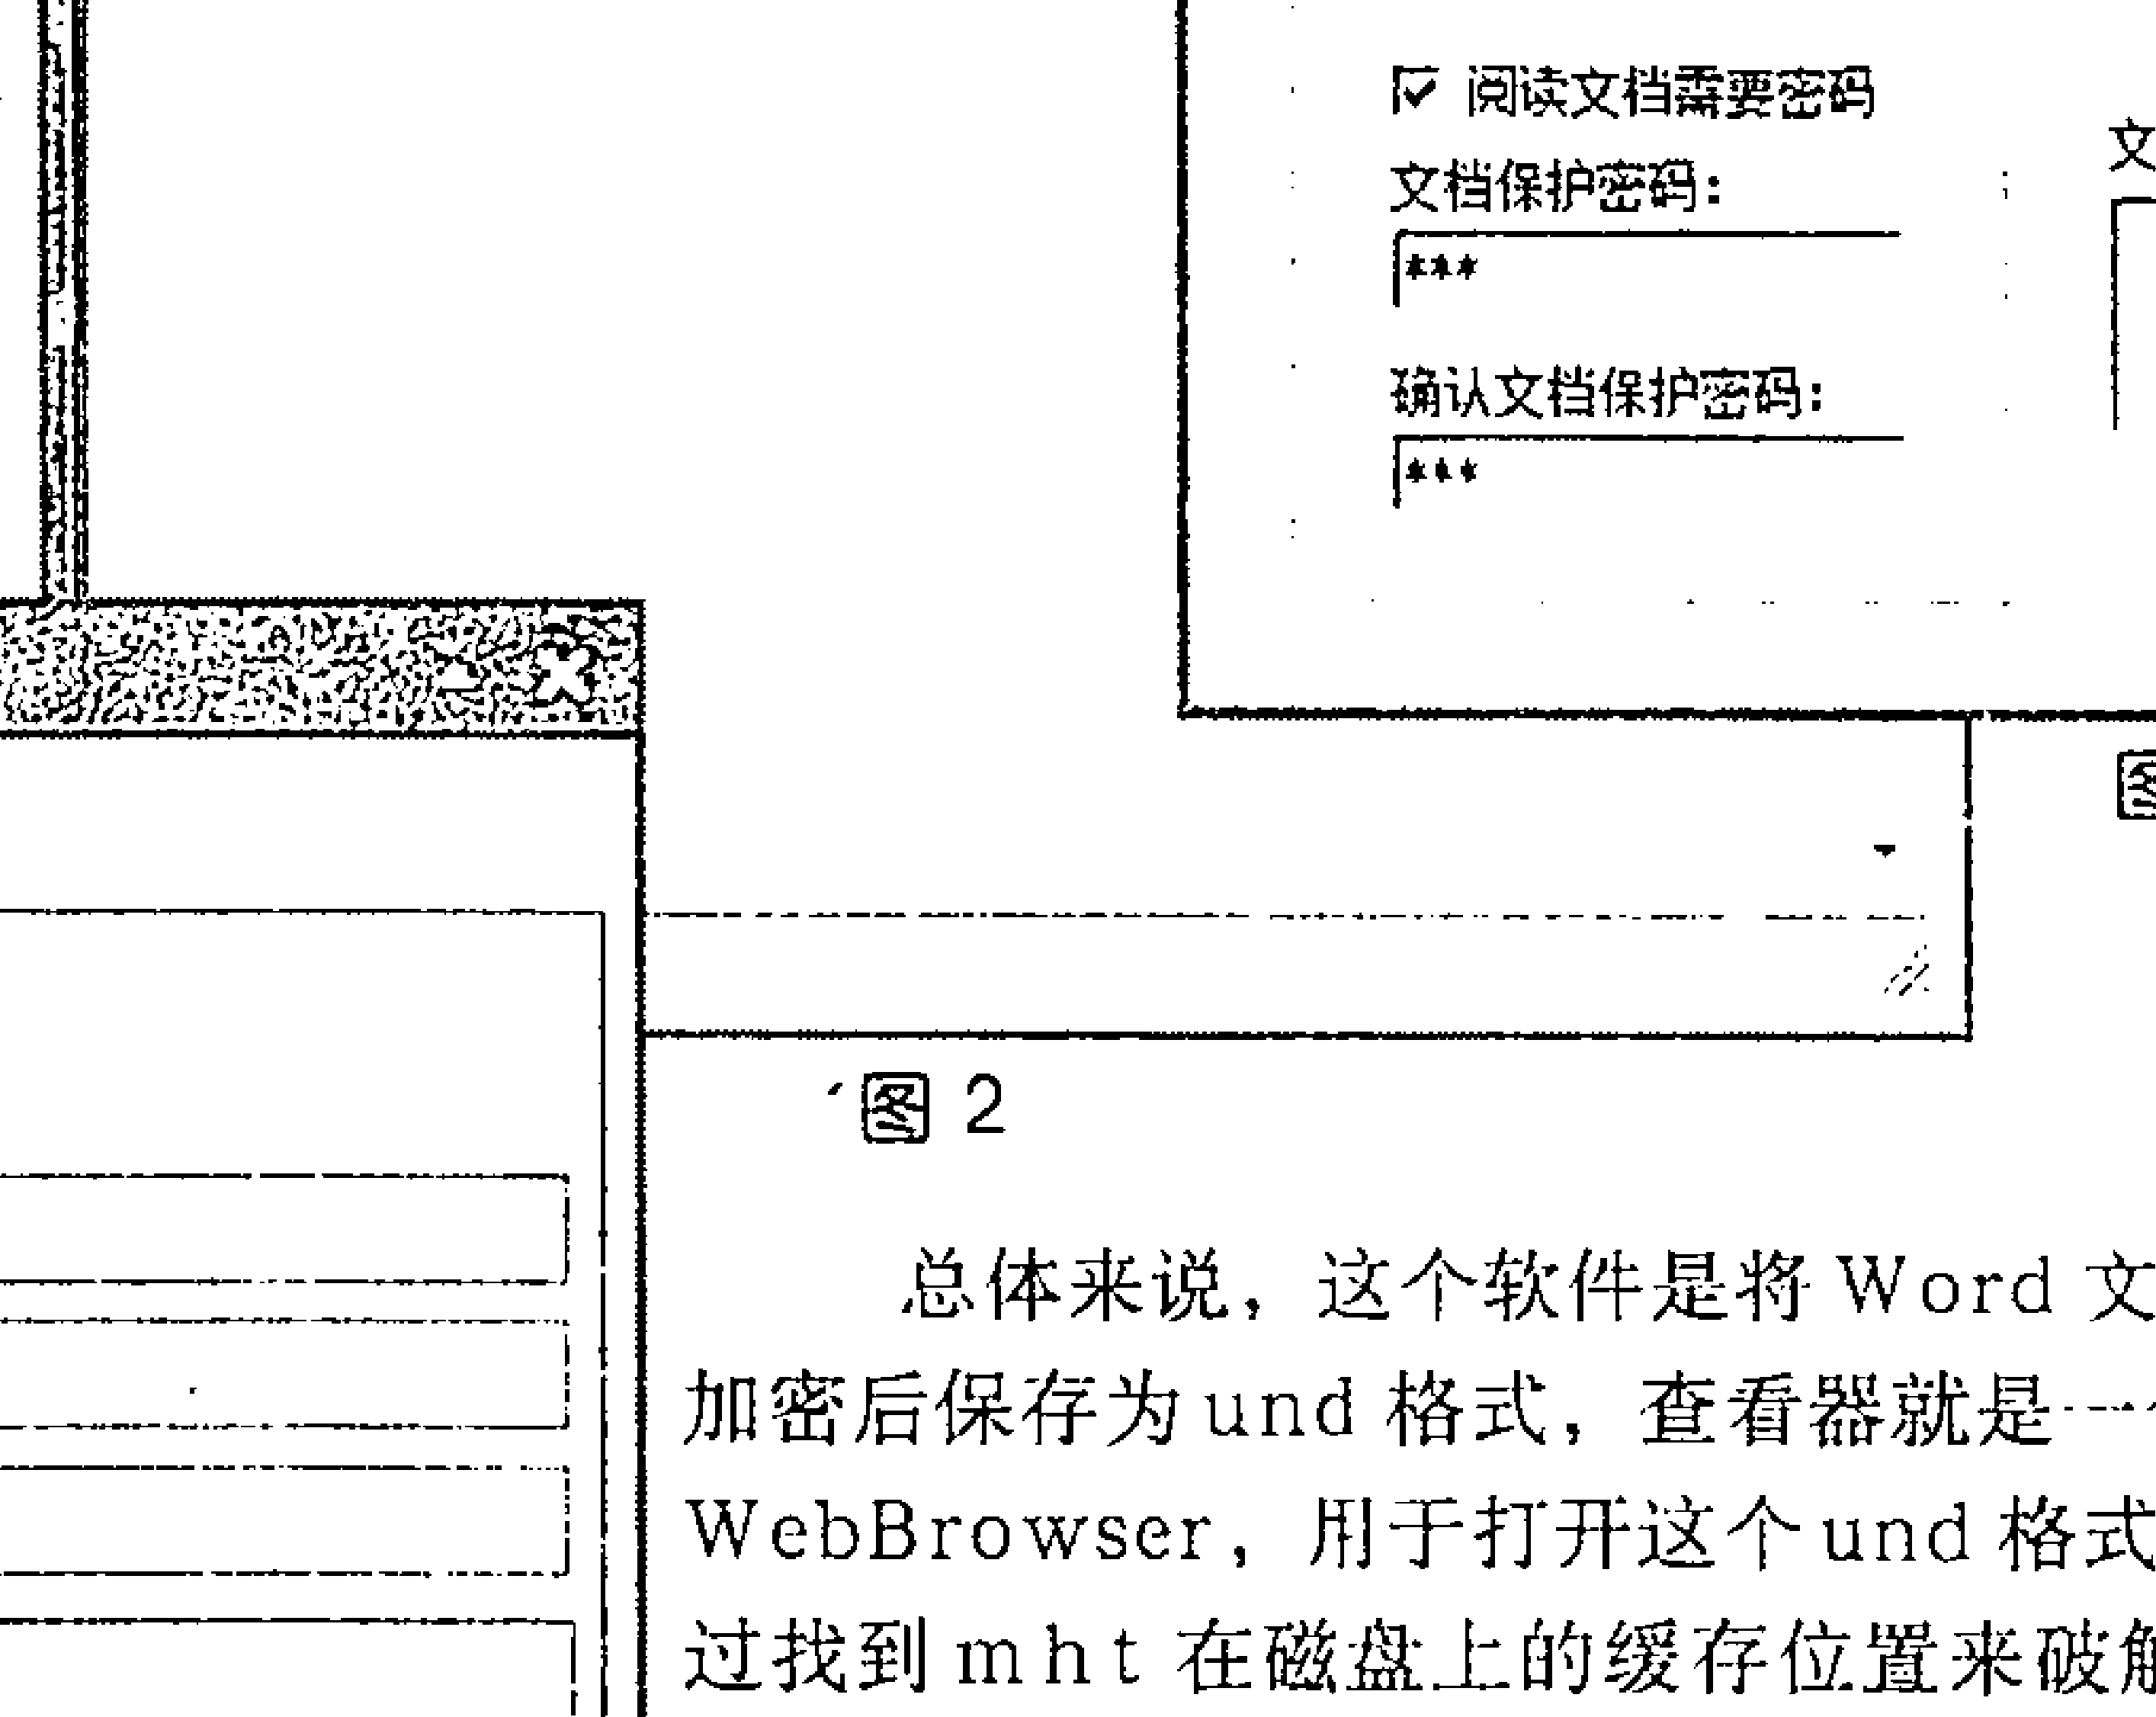 阅读文档需要密码
文档保护密码:
***
确认文档保护密码:
***
文
图 2
总体来说，这个软件是将 Word 文
加密后保存为 und 格式，查看器就是一
WebBrowser，用于打开这个 und 格式
过找到 mht 在磁盘上的缓存位置来破解